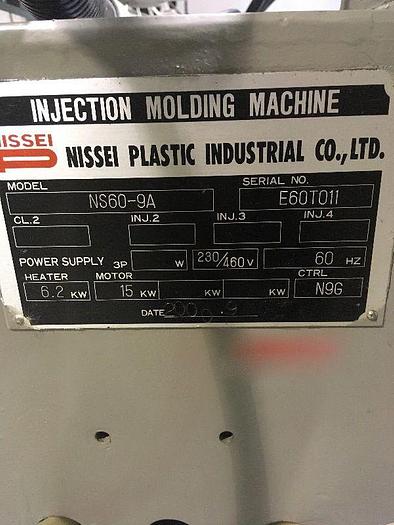 INJECTION MOLDING MACHINE
NISSEI
NISSEI PLASTIC INDUSTRIAL CO., LTD.
MODEL SERIAL NO.
NS60-9A E60T011
CL.2 INJ.2 INJ.3 INJ.4
POWER SUPPLY 3P W 230/460V 60 HZ
HEATER MOTOR CTRL
6.2 KW 15 KW KW KW N9G
DATE